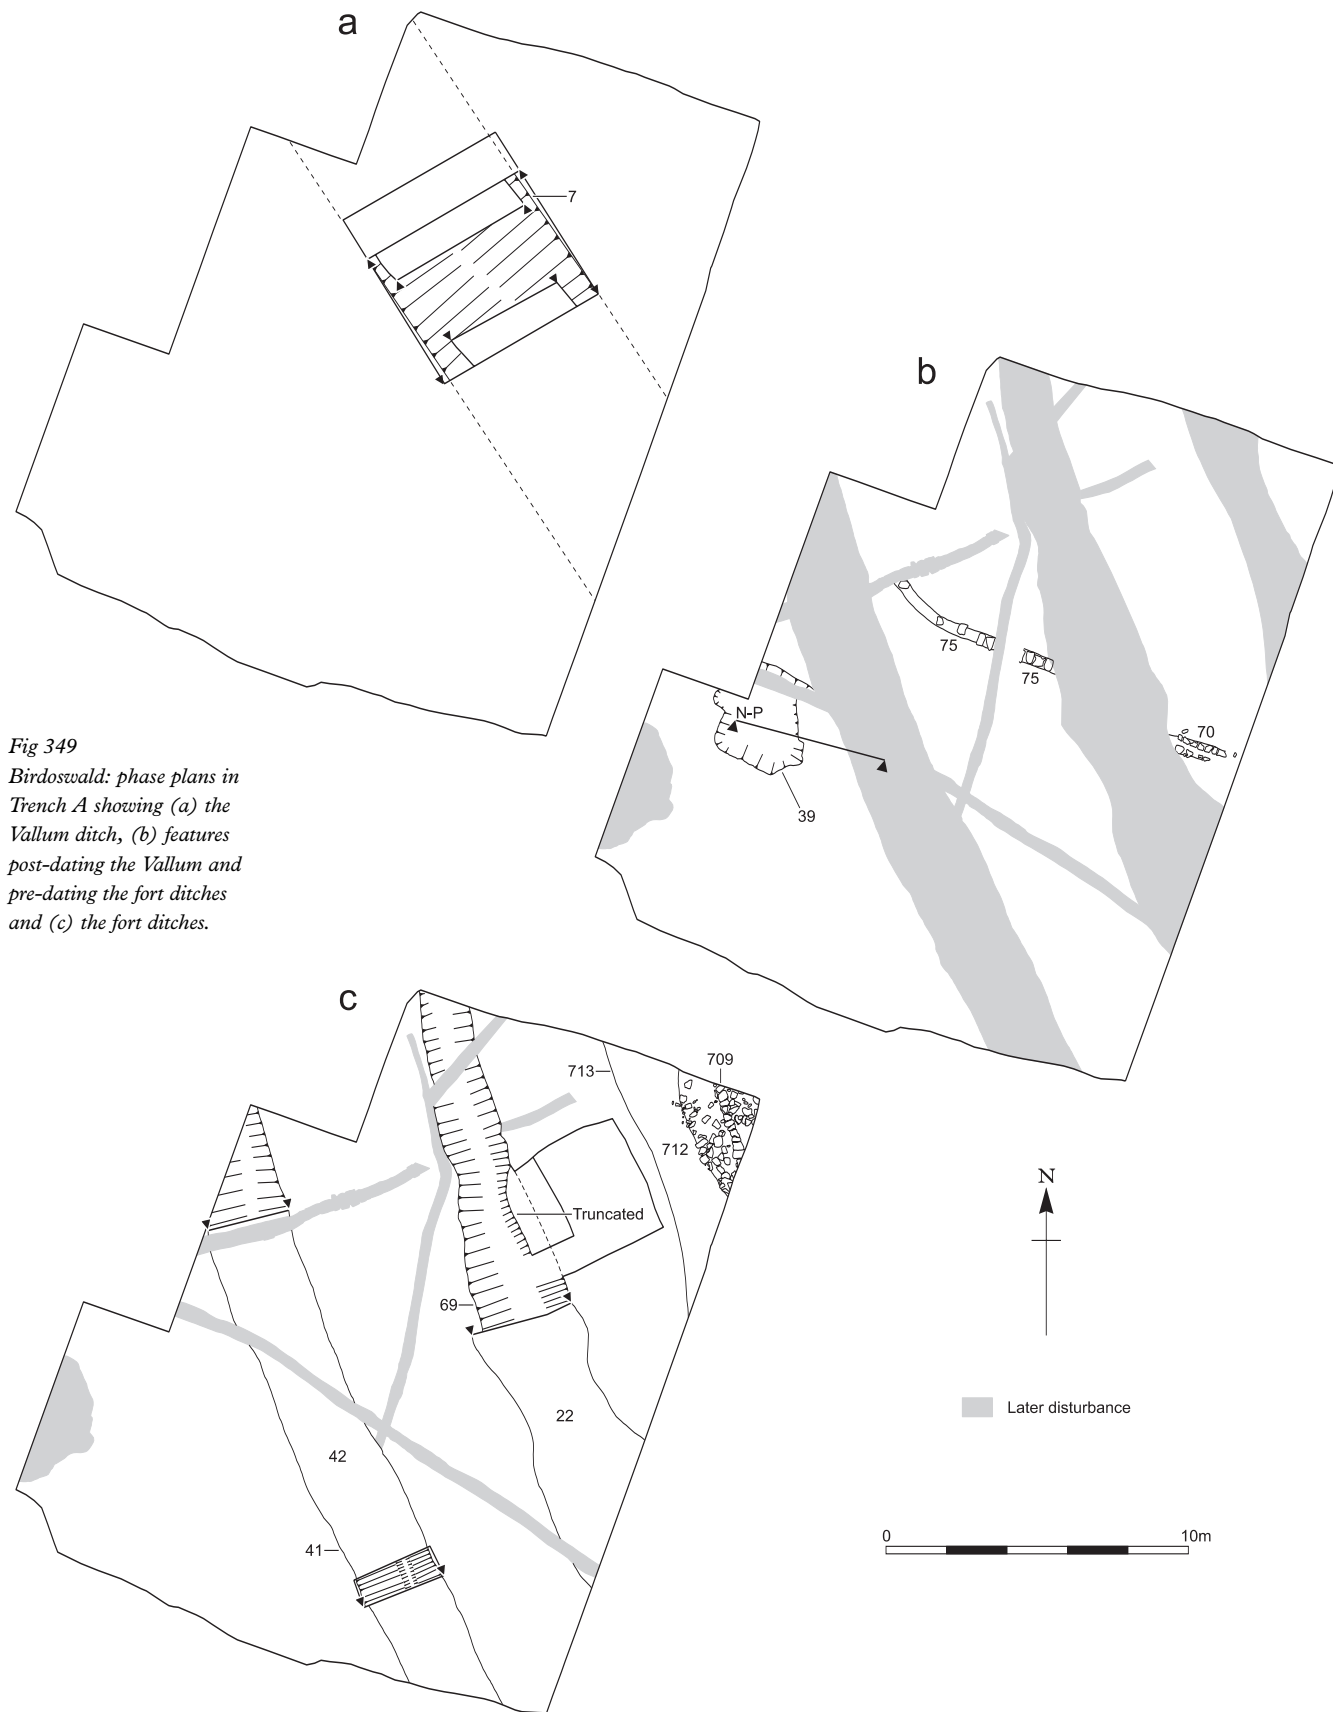 a
7
b
75
75
70
N-P
39
Fig 349
Birdoswald: phase plans in
Trench A showing (a) the
Vallum ditch, (b) features
post-dating the Vallum and
pre-dating the fort ditches
and (c) the fort ditches.
c
709
713
712
N
Truncated
69
22
Later disturbance
42
41
0 10m